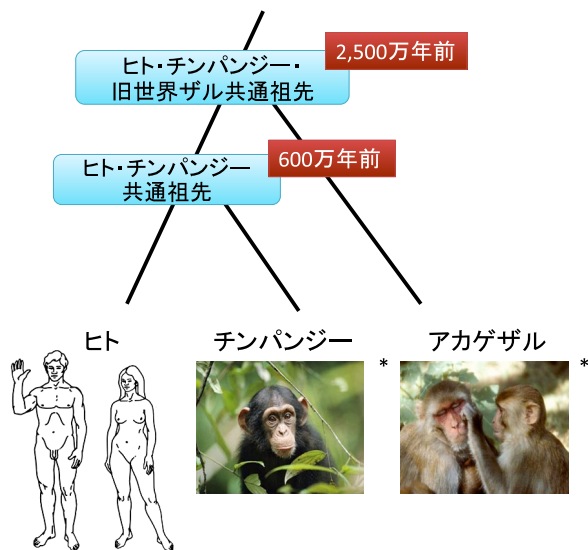 2,500万年前
ヒト・チンパンジー・
旧世界ザル共通祖先
600万年前
ヒト・チンパンジー
共通祖先
ヒト
チンパンジー
*
アカゲザル
*